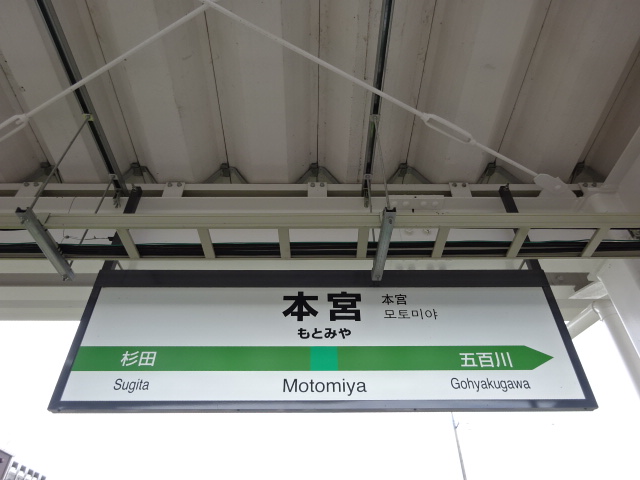 本宮
本宮
모토미야
もとみや
杉田 五百川
Sugita Motomiya Gohyakugawa